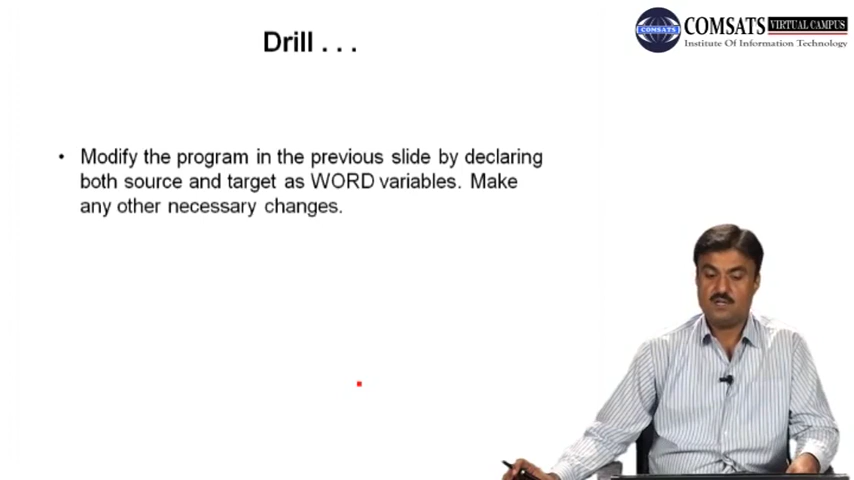 Drill . . .
COMSATS VIRTUAL CAMPUS
Institute Of Information Technology
COMSATS
• Modify the program in the previous slide by declaring
both source and target as WORD variables. Make
any other necessary changes.